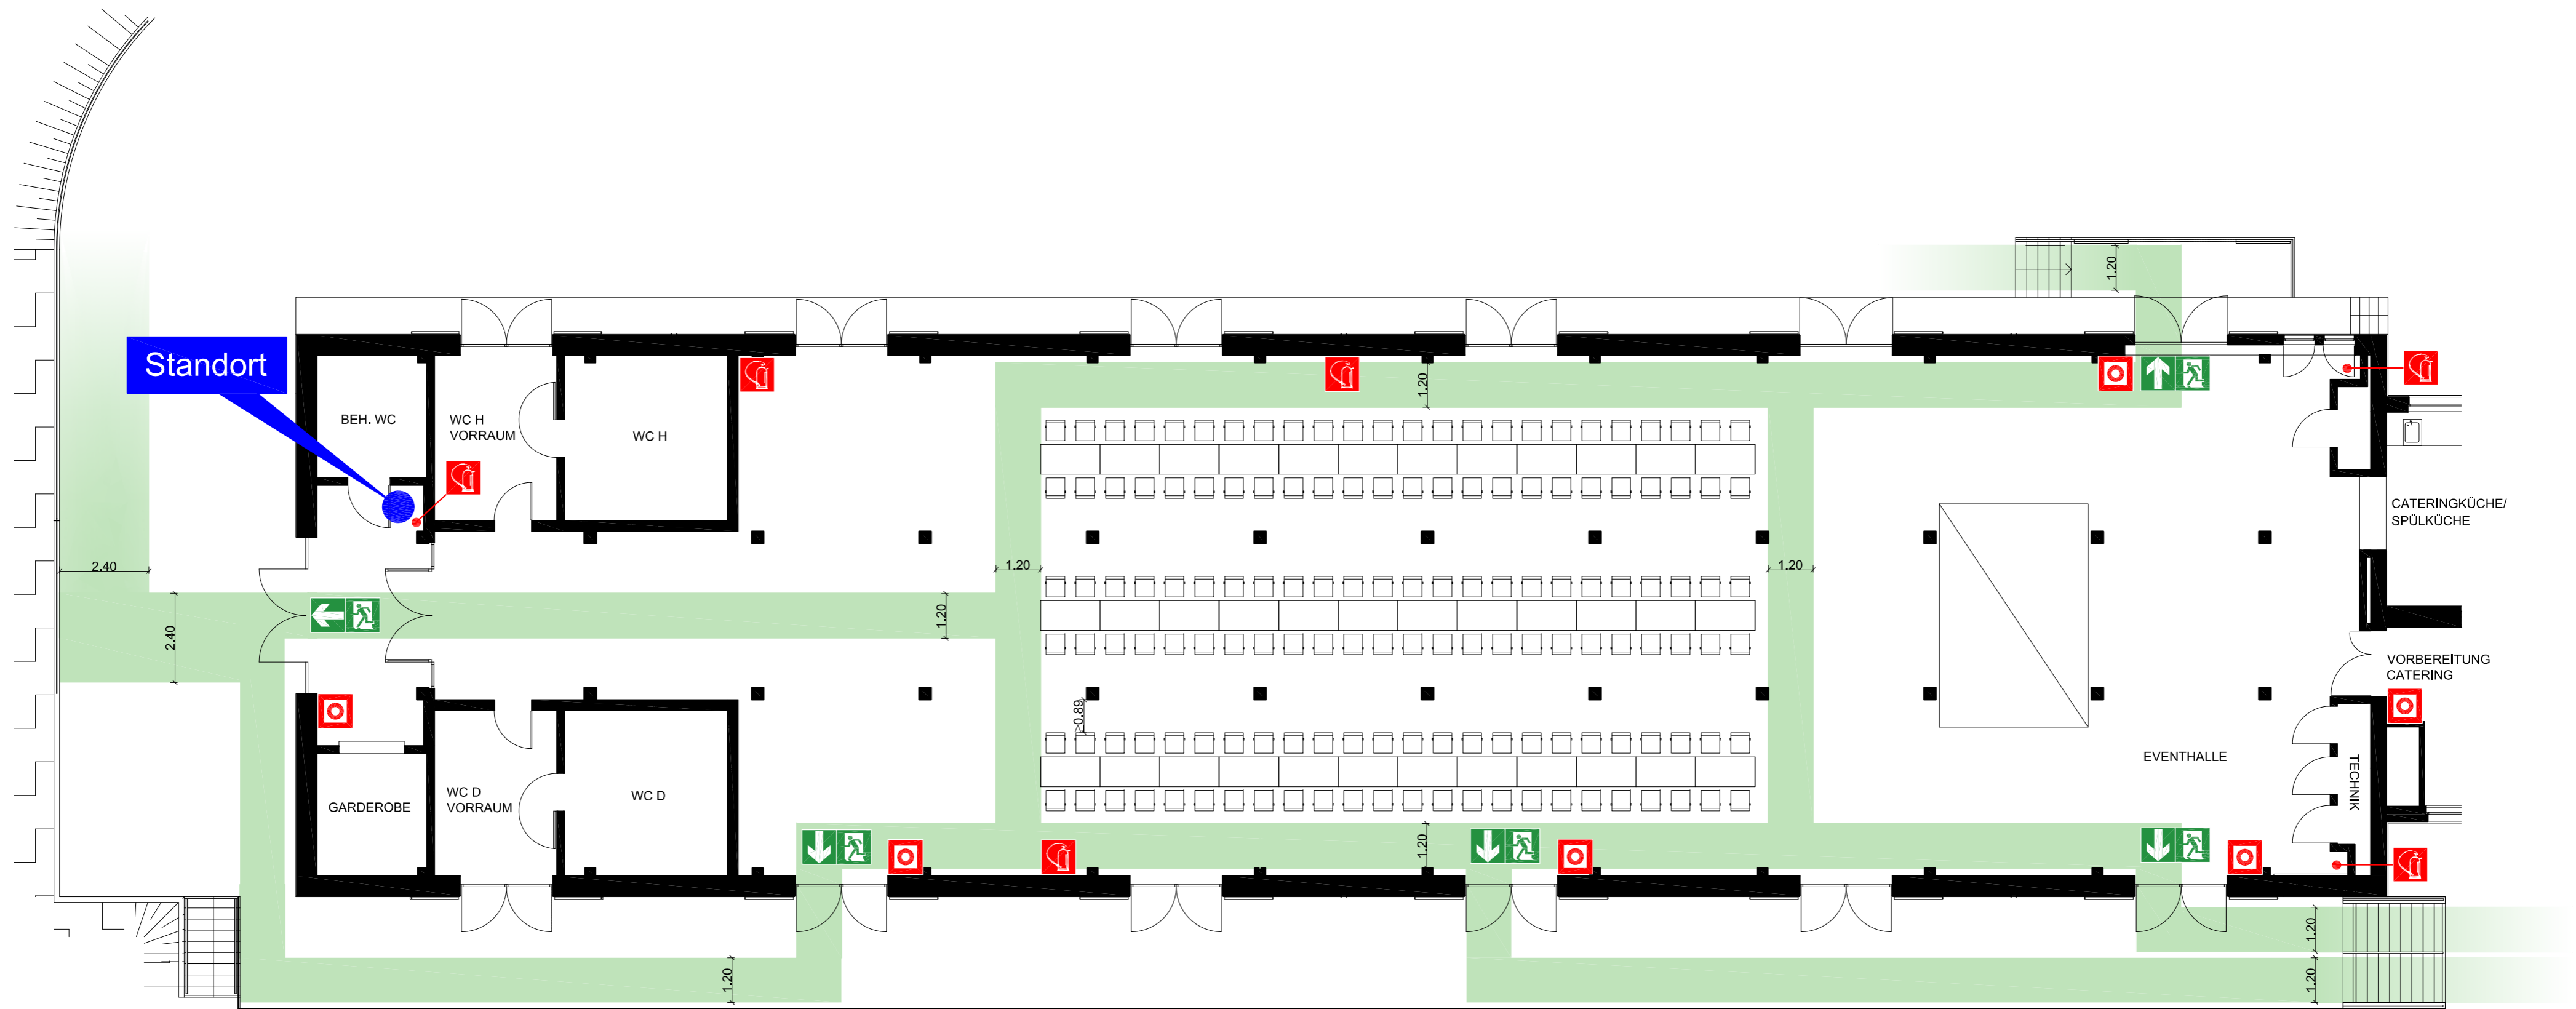 1.20
Standort
1.20
BEH. WC
WC H
VORRAUM
WC H
CATERINGKÜCHE/
SPÜLKÜCHE
2.40
1.20
1.20
2.40
1.20
VORBEREITUNG
CATERING
>0.89
EVENTHALLE
TECHNIK
GARDEROBE
WC D
VORRAUM
WC D
1.20
1.20
1.20
1.20